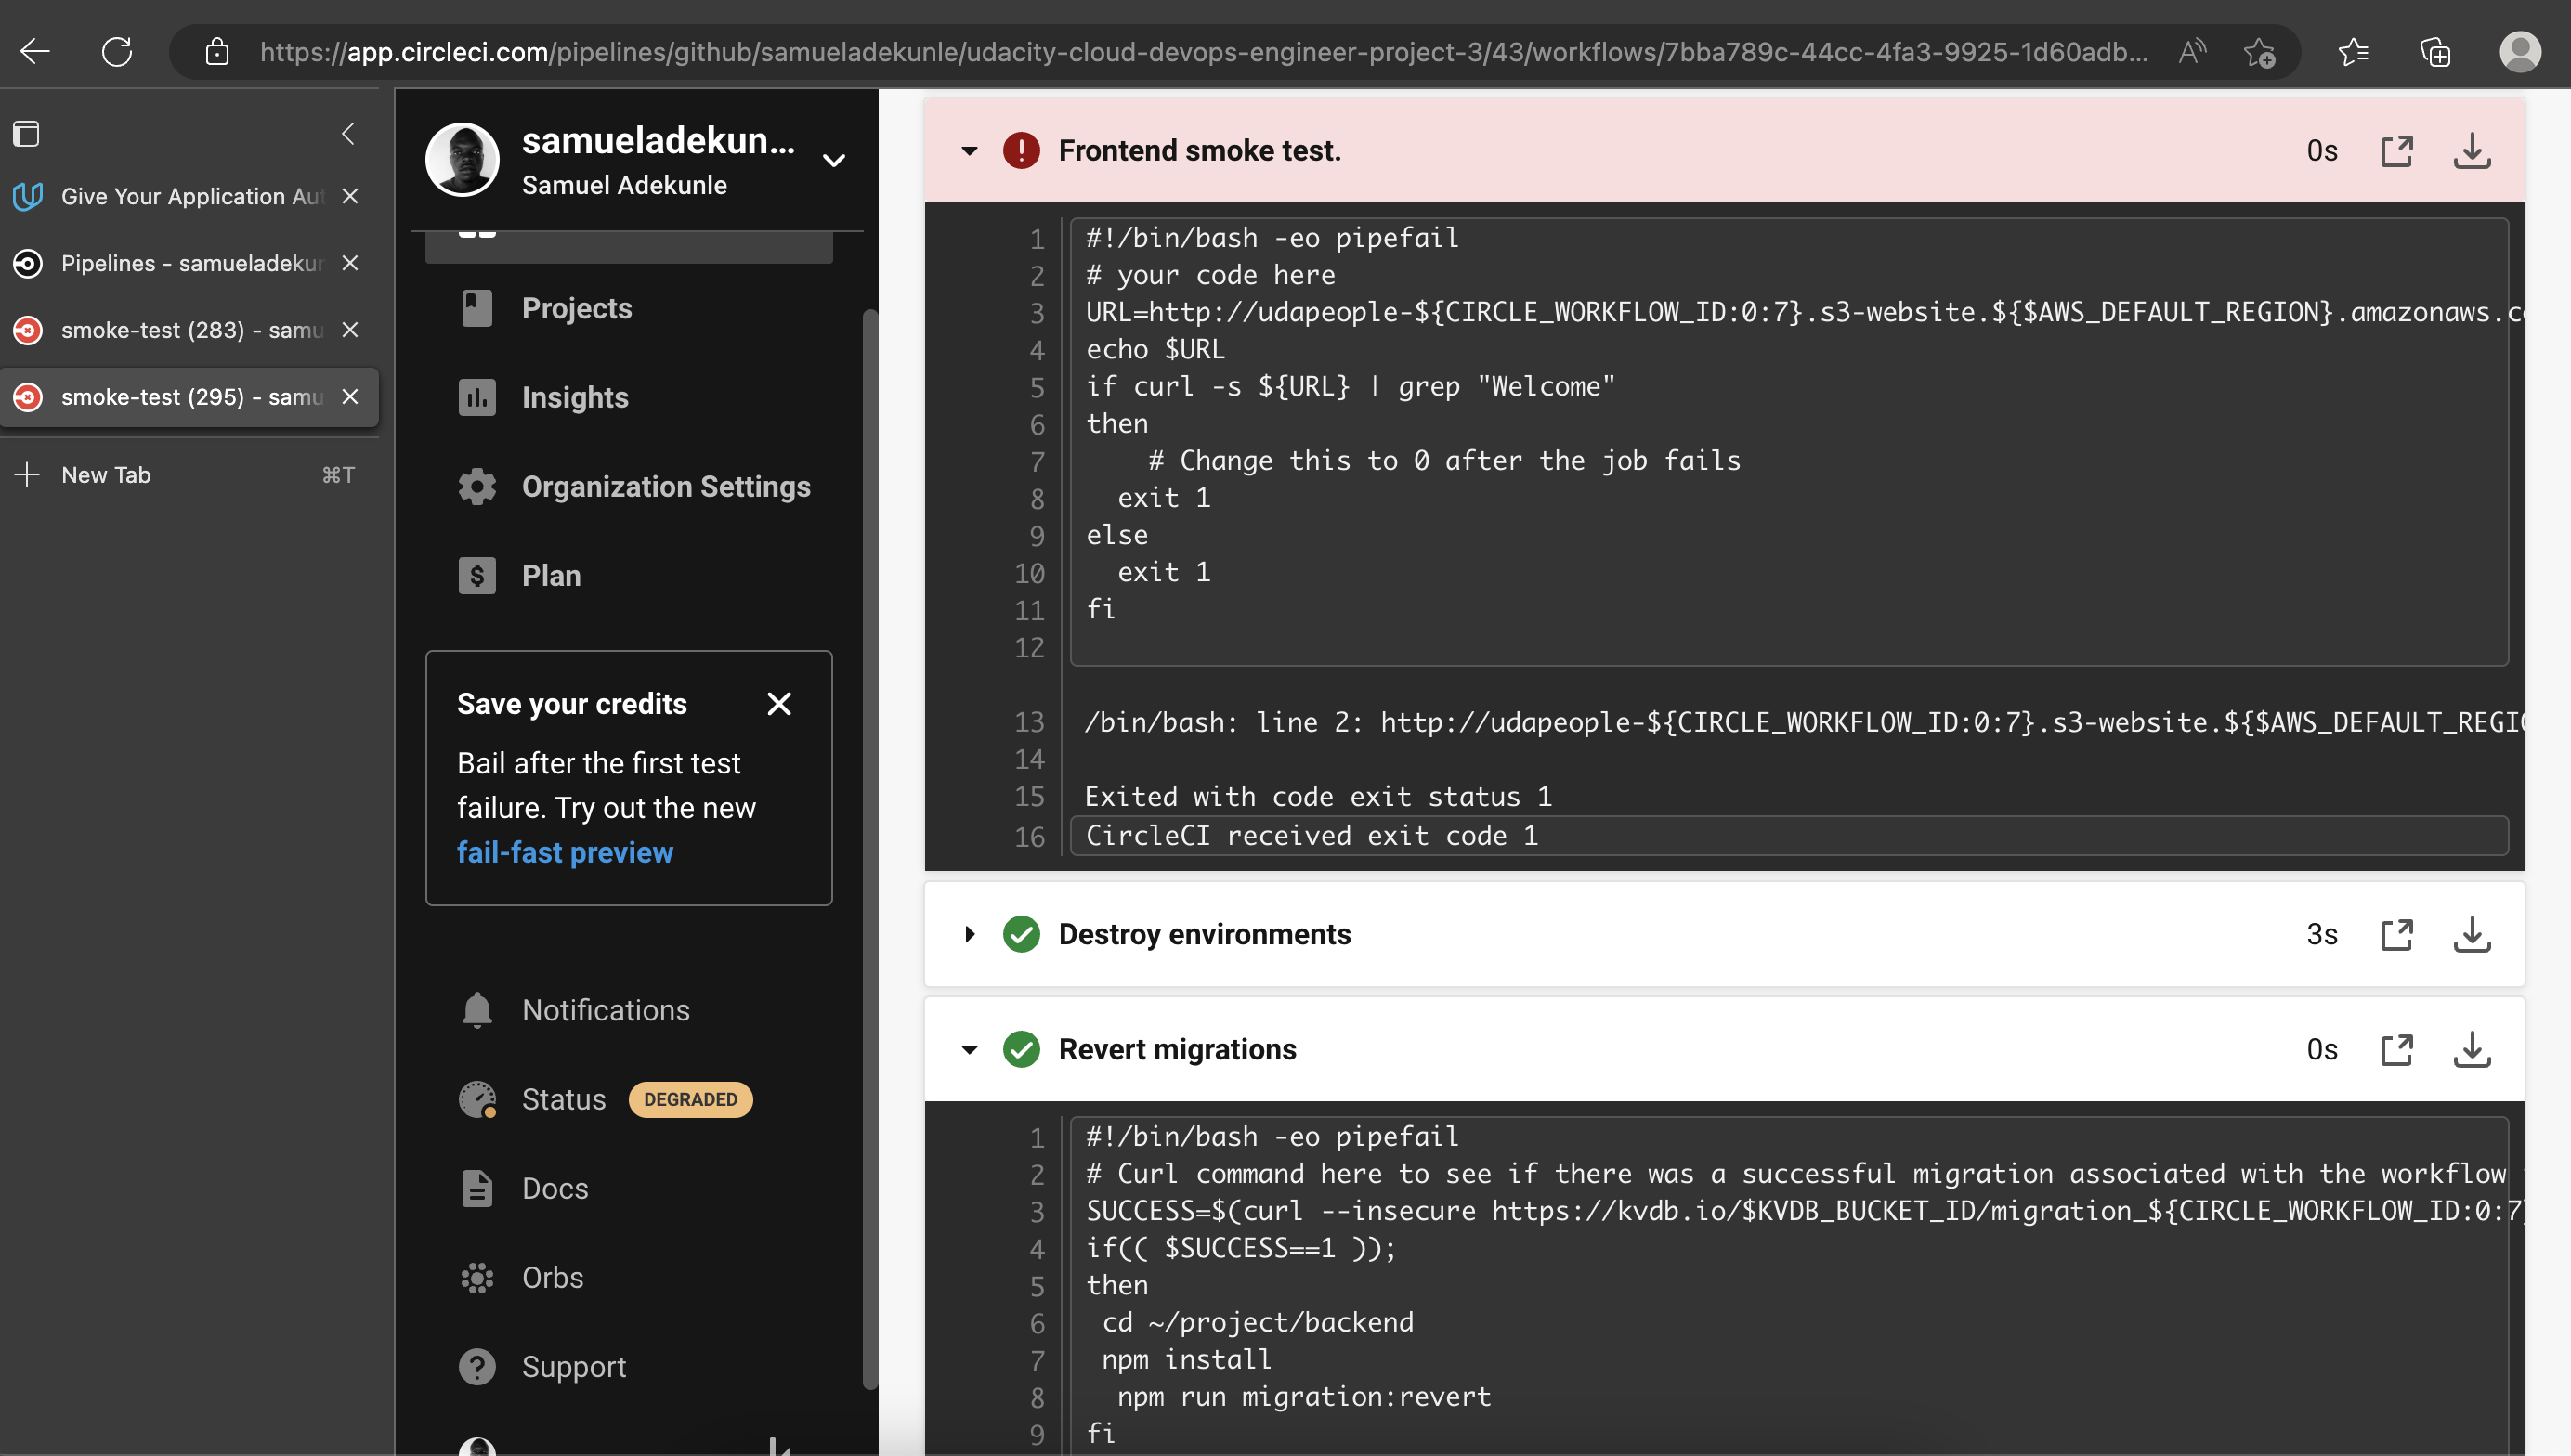 https://app.circleci.com/pipelines/github/samueladekunle/udacity-cloud-devops-engineer-project-3/43/workflows/7bba789c-44cc-4fa3-9925-1d60adb...
Give Your Application Aut
Pipelines - samueladekun
smoke-test (283) - samu
smoke-test (295) - samu
New Tab ⌘T
samueladekun...
Samuel Adekunle
Projects
Insights
Organization Settings
Plan
Save your credits
Bail after the first test
failure. Try out the new
fail-fast preview
Notifications
Status DEGRADED
Docs
Orbs
Support
Frontend smoke test. 0s
1 #!/bin/bash -eo pipefail
2 # your code here
3 URL=http://udapeople-${CIRCLE_WORKFLOW_ID:0:7}.s3-website.${$AWS_DEFAULT_REGION}.amazonaws.co
4 echo $URL
5 if curl -s ${URL} | grep "Welcome"
6 then
7 # Change this to 0 after the job fails
8 exit 1
9 else
10 exit 1
11 fi
12
13 /bin/bash: line 2: http://udapeople-${CIRCLE_WORKFLOW_ID:0:7}.s3-website.${$AWS_DEFAULT_REGIO
14
15 Exited with code exit status 1
16 CircleCI received exit code 1
Destroy environments 3s
Revert migrations 0s
1 #!/bin/bash -eo pipefail
2 # Curl command here to see if there was a successful migration associated with the workflow
3 SUCCESS=$(curl --insecure https://kvdb.io/$KVDB_BUCKET_ID/migration_${CIRCLE_WORKFLOW_ID:0:7}
4 if(( $SUCCESS==1 ));
5 then
6 cd ~/project/backend
7 npm install
8 npm run migration:revert
9 fi